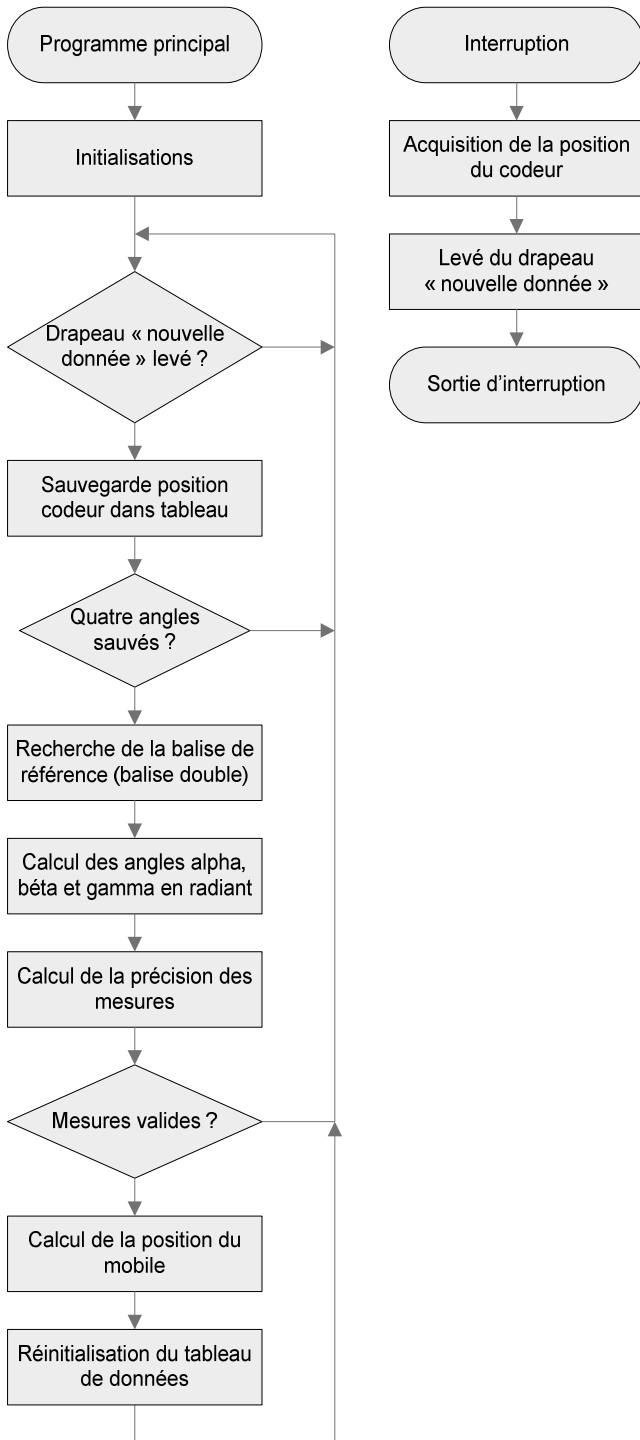 Programme principal
Initialisations
Drapeau « nouvelle
donnée » levé ?
Sauvegarde position
codeur dans tableau
Quatre angles
sauvés ?
Recherche de la balise de
référence (balise double)
Calcul des angles alpha,
béta et gamma en radiant
Calcul de la précision des
mesures
Mesures valides ?
Calcul de la position du
mobile
Réinitialisation du tableau
de données
Interruption
Acquisition de la position
du codeur
Levé du drapeau
« nouvelle donnée »
Sortie d'interruption